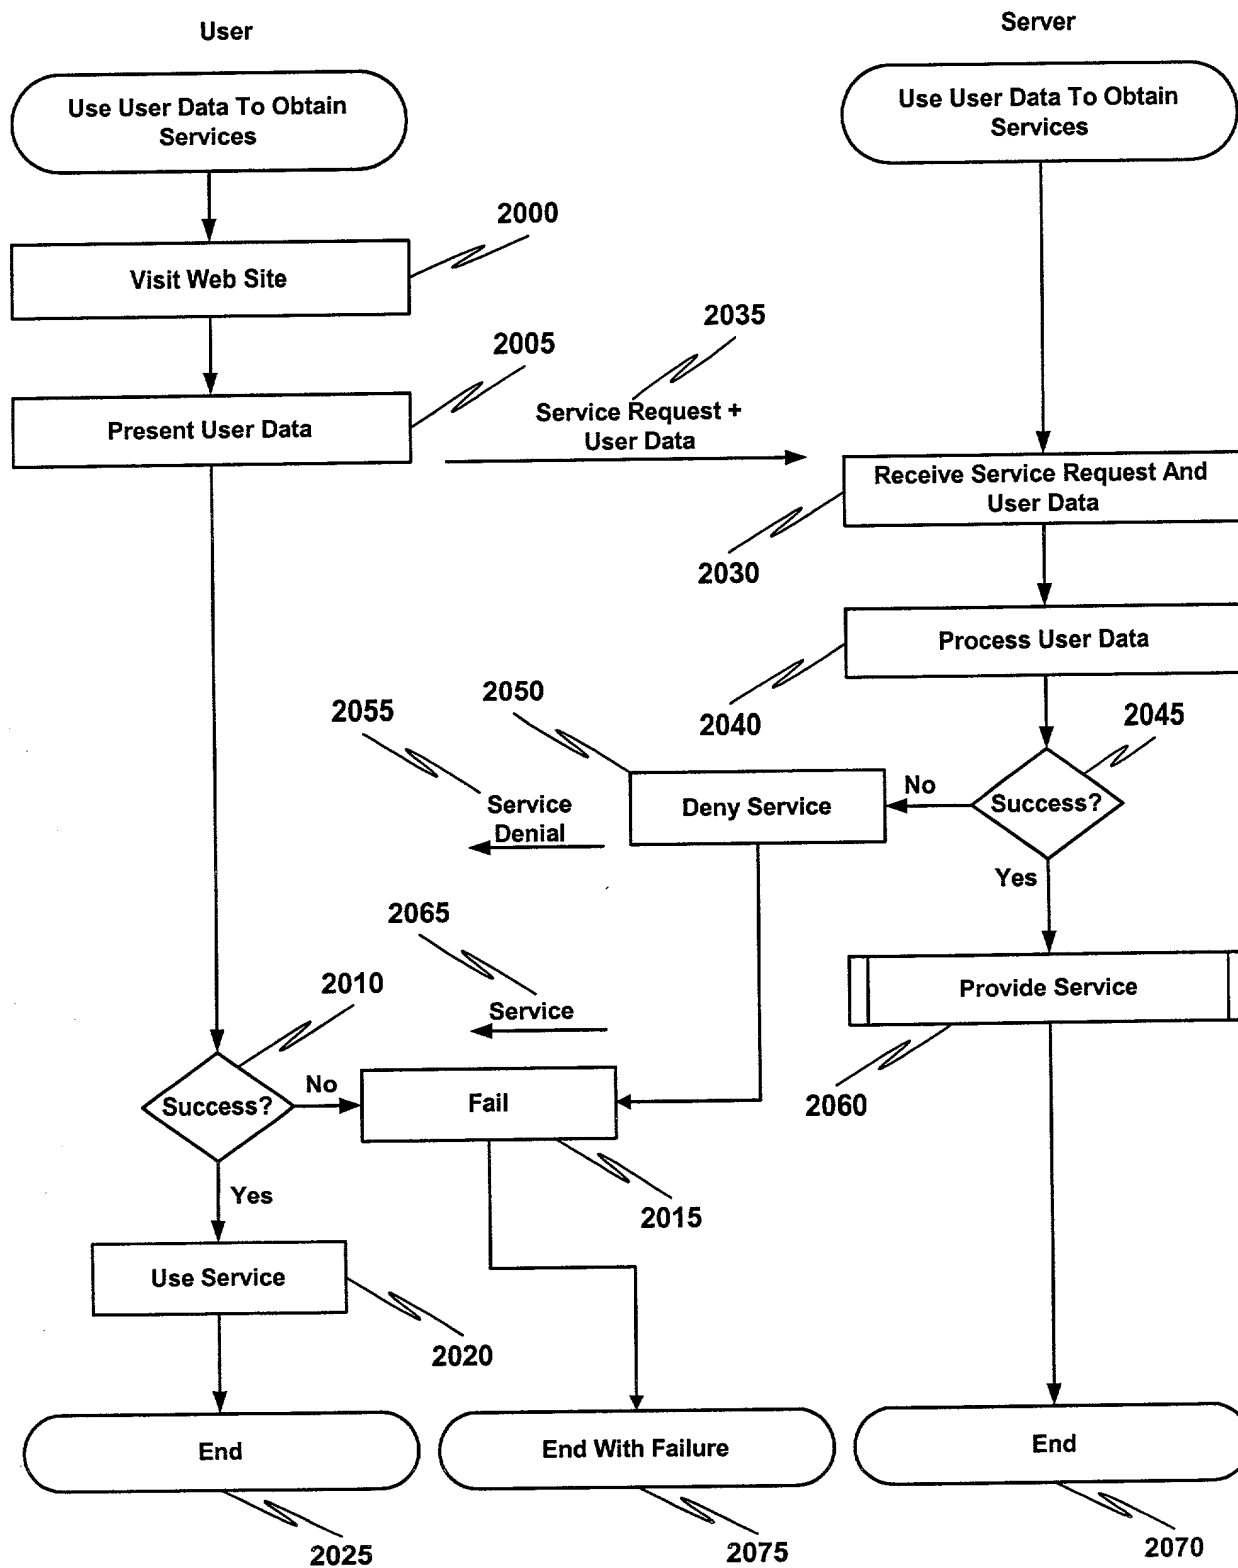 User
Server
Use User Data To Obtain
Services
Use User Data To Obtain
Services
2000
Visit Web Site
2035
2005
Service Request +
User Data
Present User Data
Receive Service Request And
User Data
2030
Process User Data
2050
2055
2040
2045
No
Service
Denial
Deny Service
Success?
Yes
2065
2010
Service
Provide Service
No
Success?
Fail
2060
Yes
2015
Use Service
2020
End
End With Failure
End
2025
2075
2070